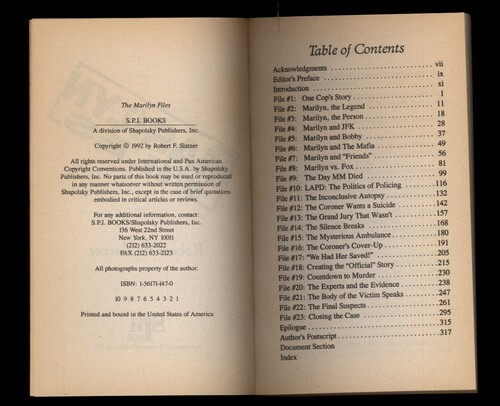 The Marilyn Files
S.P.I. BOOKS
A division of Shapolsky Publishers, Inc.
Copyright © 1992 by Robert F. Slatzer
All rights reserved under International and Pan American
Copyright Conventions. Published in the U.S.A. by Shapolsky
Publishers, Inc. No parts of this book may be used or reproduced
in any manner whatsoever without written permission of
Shapolsky Publishers, Inc., except in the case of brief quotations
embodied in critical articles or reviews.
For any additional information, contact:
S.P.I. BOOKS/Shapolsky Publishers, Inc.
136 West 22nd Street
New York, NY 10011
(212) 633-2022
FAX (212) 633-2123
All photographs property of the author.
ISBN: 1-56171-147-0
10 9 8 7 6 5 4 3 2 1
Printed and bound in the United States of America
Table of Contents
Acknowledgments vii
Editor's Preface ix
Introduction xi
File #1: One Cop's Story 1
File #2: Marilyn, the Legend 11
File #3: Marilyn, the Person 18
File #4: Marilyn and JFK 28
File #5: Marilyn and Bobby 37
File #6: Marilyn and The Mafia 49
File #7: Marilyn and "Friends" 56
File #8: Marilyn vs. Fox 81
File #9: The Day MM Died 99
File #10: LAPD: The Politics of Policing 116
File #11: The Inconclusive Autopsy 132
File #12: The Coroner Wants a Suicide 142
File #13: The Grand Jury That Wasn't 157
File #14: The Silence Breaks 168
File #15: The Mysterious Ambulance 180
File #16: The Coroner's Cover-Up 191
File #17: "We Had Her Saved!" 205
File #18: Creating the "Official" Story 215
File #19: Countdown to Murder 230
File #20: The Experts and the Evidence 238
File #21: The Body of the Victim Speaks 247
File #22: The Final Suspects 261
File #23: Closing the Case 295
Epilogue 315
Author's Postscript 317
Document Section
Index